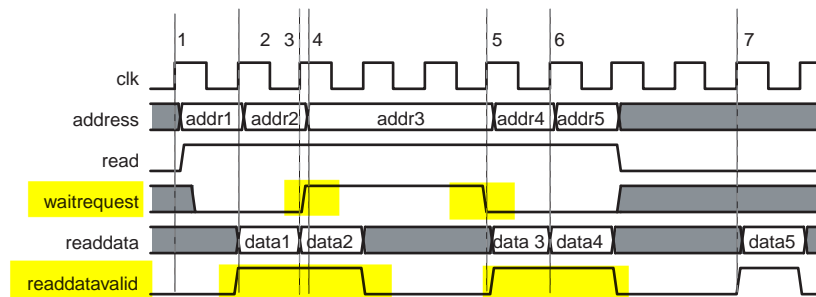 1 2 3 4 5 6 7
clk
address addr1 addr2 addr3 addr4 addr5
read
waitrequest
readdata data1 data2 data 3 data4 data5
readdatavalid